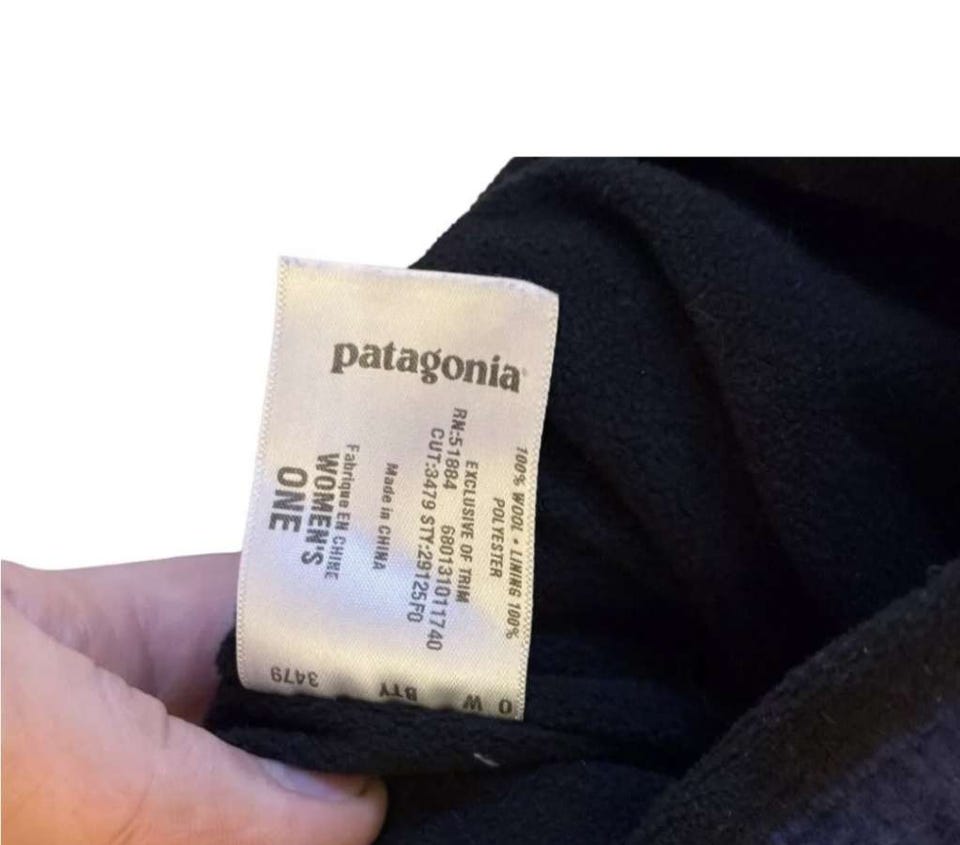 patagonia
100% WOOL • LINING 100%
POLYESTER
EXCLUSIVE OF TRIM
RN:51884 680131011740
CUT:3479 STY:29125F0
Made in CHINA
Fabrique EN CHINE
WOMEN'S
ONE
O W
BTY
3479